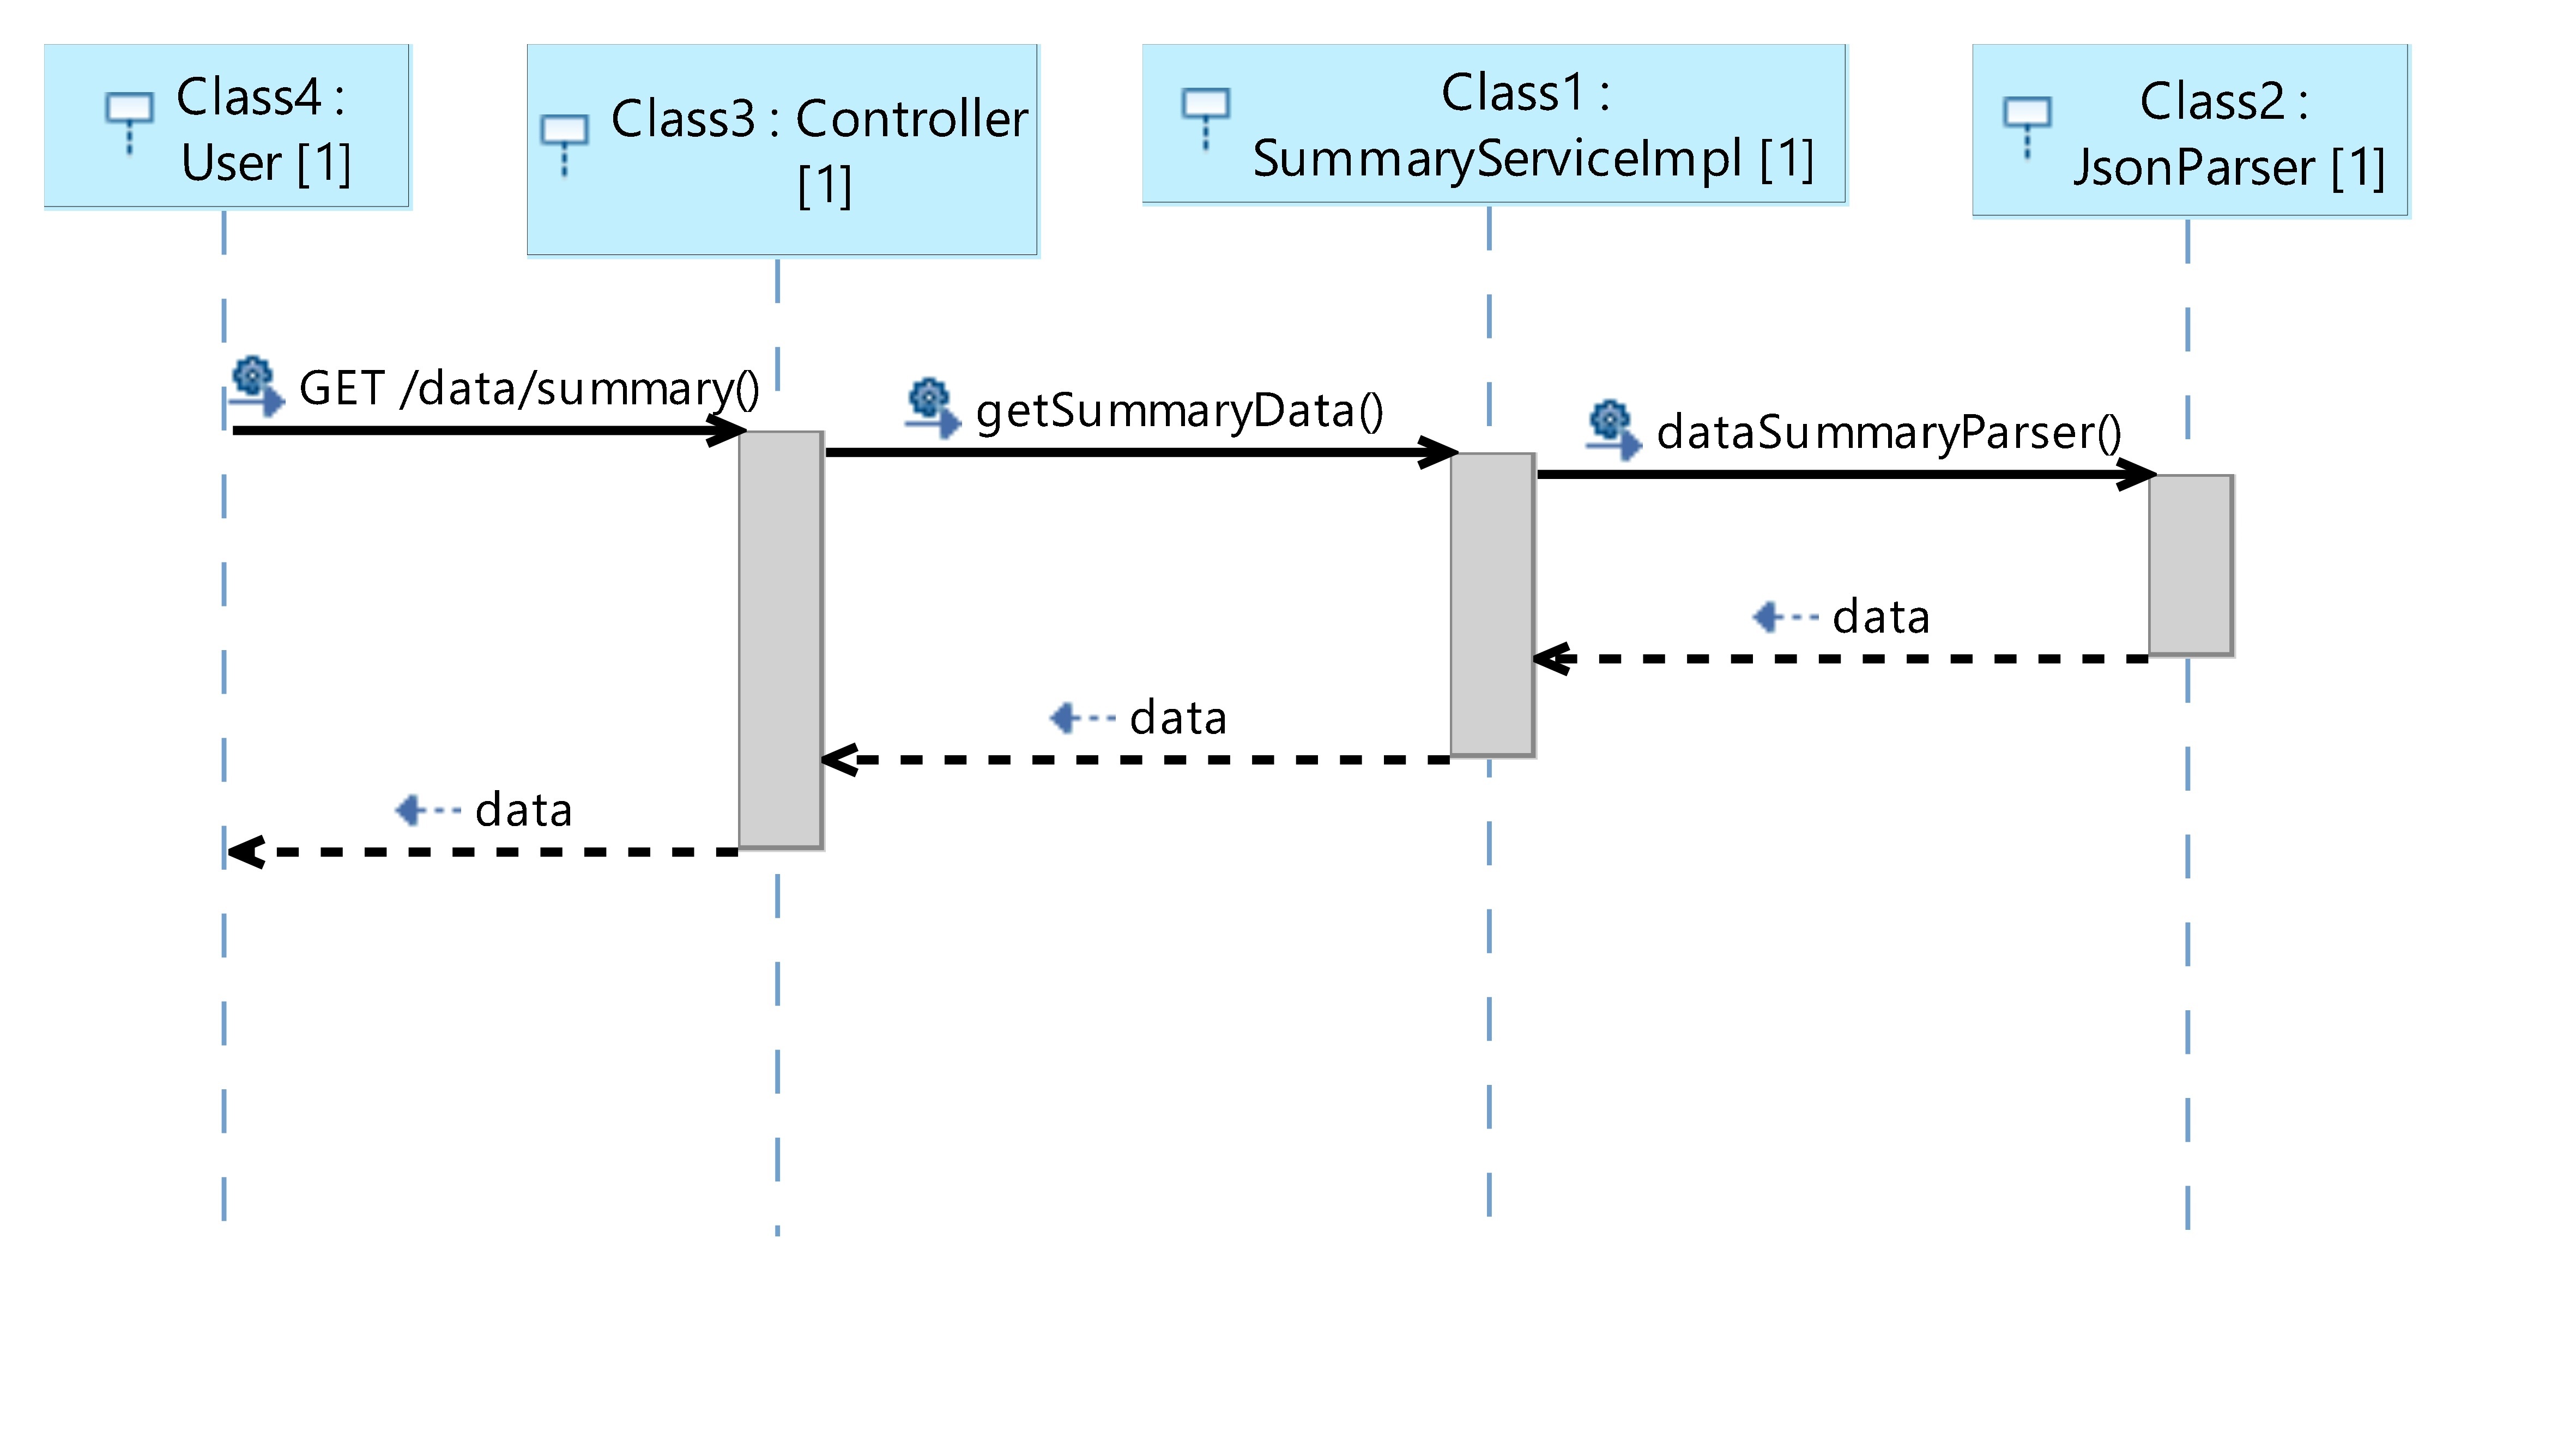 Class4 :
User [1]
Class3 : Controller
[1]
Class1 :
SummaryServiceImpl [1]
Class2 :
JsonParser [1]
GET /data/summary()
getSummaryData()
dataSummaryParser()
data
data
data